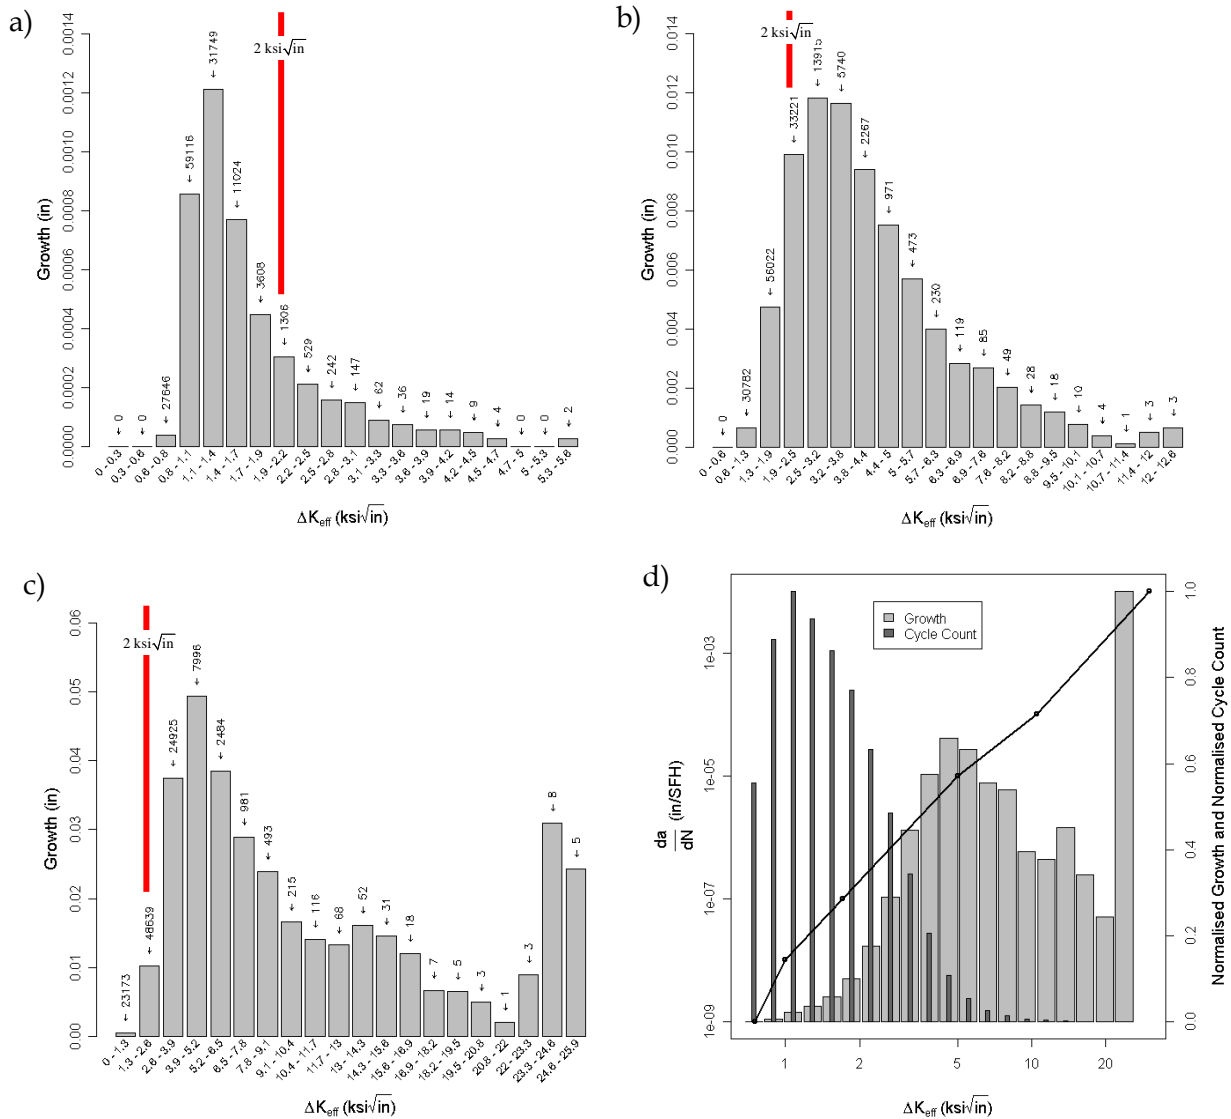 a)
Growth (in)
0.0014
0.0012
0.0010
0.0008
0.0006
0.0004
0.0002
0.0000
2 ksi√in
0
0
27646
59116
31749
11024
3608
1306
529
242
147
62
36
19
14
9
4
0
0
2
0 - 0.3
0.3 - 0.6
0.6 - 0.8
0.8 - 1.1
1.1 - 1.4
1.4 - 1.7
1.7 - 1.9
1.9 - 2.2
2.2 - 2.5
2.5 - 2.8
2.8 - 3.1
3.1 - 3.3
3.3 - 3.6
3.6 - 3.9
3.9 - 4.2
4.2 - 4.5
4.5 - 4.7
4.7 - 5
5 - 5.3
5.3 - 5.6
ΔKeff (ksi√in)
b)
Growth (in)
0.014
0.012
0.010
0.008
0.006
0.004
0.002
0.000
2 ksi√in
0
30782
56022
33221
13915
5740
2267
971
473
230
119
85
49
28
18
10
4
1
3
3
0 - 0.6
0.6 - 1.3
1.3 - 1.9
1.9 - 2.5
2.5 - 3.2
3.2 - 3.8
3.8 - 4.4
4.4 - 5
5 - 5.7
5.7 - 6.3
6.3 - 6.9
6.9 - 7.6
7.6 - 8.2
8.2 - 8.8
8.8 - 9.5
9.5 - 10.1
10.1 - 10.7
10.7 - 11.4
11.4 - 12
12 - 12.6
ΔKeff (ksi√in)
c)
Growth (in)
0.06
0.05
0.04
0.03
0.02
0.01
0.00
2 ksi√in
23173
48639
24925
7996
2484
981
493
215
116
68
52
31
18
7
5
3
1
3
8
5
0 - 1.3
1.3 - 2.6
2.6 - 3.9
3.9 - 5.2
5.2 - 6.5
6.5 - 7.8
7.8 - 9.1
9.1 - 10.4
10.4 - 11.7
11.7 - 13
13 - 14.3
14.3 - 15.6
15.6 - 16.9
16.9 - 18.2
18.2 - 19.5
19.5 - 20.8
20.8 - 22
22 - 23.3
23.3 - 24.6
24.6 - 25.9
ΔKeff (ksi√in)
d)
da/dN (in/SFH)
1e-03
1e-05
1e-07
1e-09
Growth
Cycle Count
1.0
0.8
0.6
0.4
0.2
0.0
Normalised Growth and Normalised Cycle Count
1
2
5
10
20
ΔKeff (ksi√in)